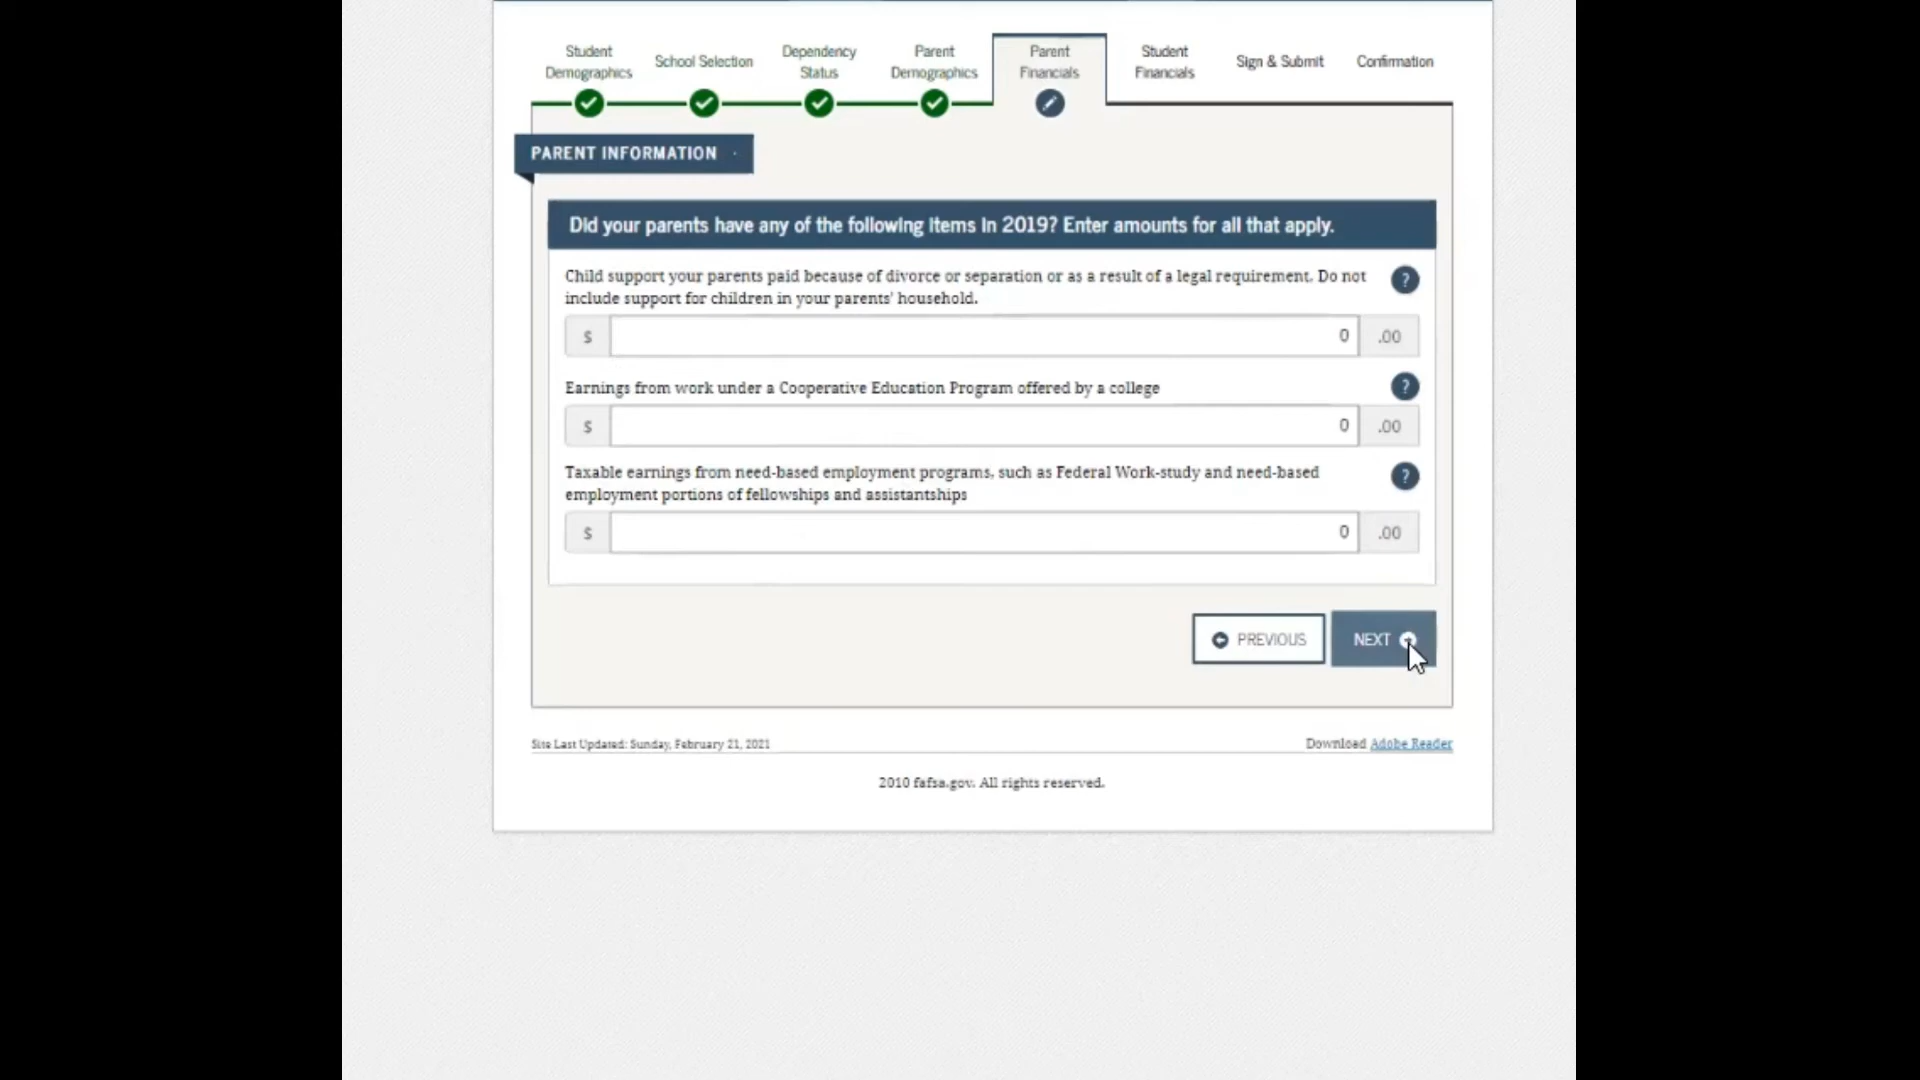 Student Demographics
School Selection
Dependency Status
Parent Demographics
Parent Financials
Student Financials
Sign & Submit
Confirmation
PARENT INFORMATION
Did your parents have any of the following items in 2019? Enter amounts for all that apply.
Child support your parents paid because of divorce or separation or as a result of a legal requirement. Do not
include support for children in your parents' household.
?
$ 0 .00
Earnings from work under a Cooperative Education Program offered by a college
?
$ 0 .00
Taxable earnings from need-based employment programs, such as Federal Work-study and need-based
employment portions of fellowships and assistantships
?
$ 0 .00
PREVIOUS
NEXT
Site Last Updated: Sunday, February 21, 2021
Download Adobe Reader
2010 fafsa.gov. All rights reserved.